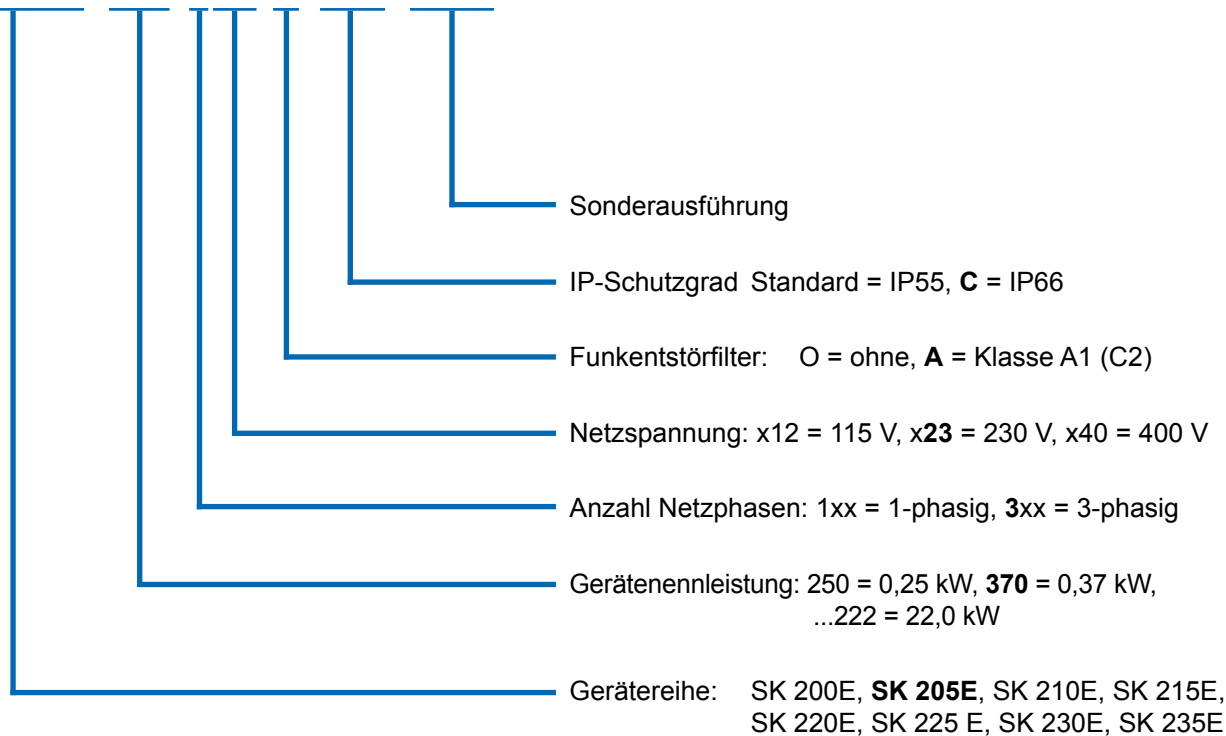 Sonderausführung
IP-Schutzgrad Standard = IP55, C = IP66
Funkentstörfilter: O = ohne, A = Klasse A1 (C2)
Netzspannung: x12 = 115 V, x23 = 230 V, x40 = 400 V
Anzahl Netzphasen: 1xx = 1-phasig, 3xx = 3-phasig
Gerätenennleistung: 250 = 0,25 kW, 370 = 0,37 kW,
...222 = 22,0 kW
Gerätereihe: SK 200E, SK 205E, SK 210E, SK 215E,
SK 220E, SK 225 E, SK 230E, SK 235E